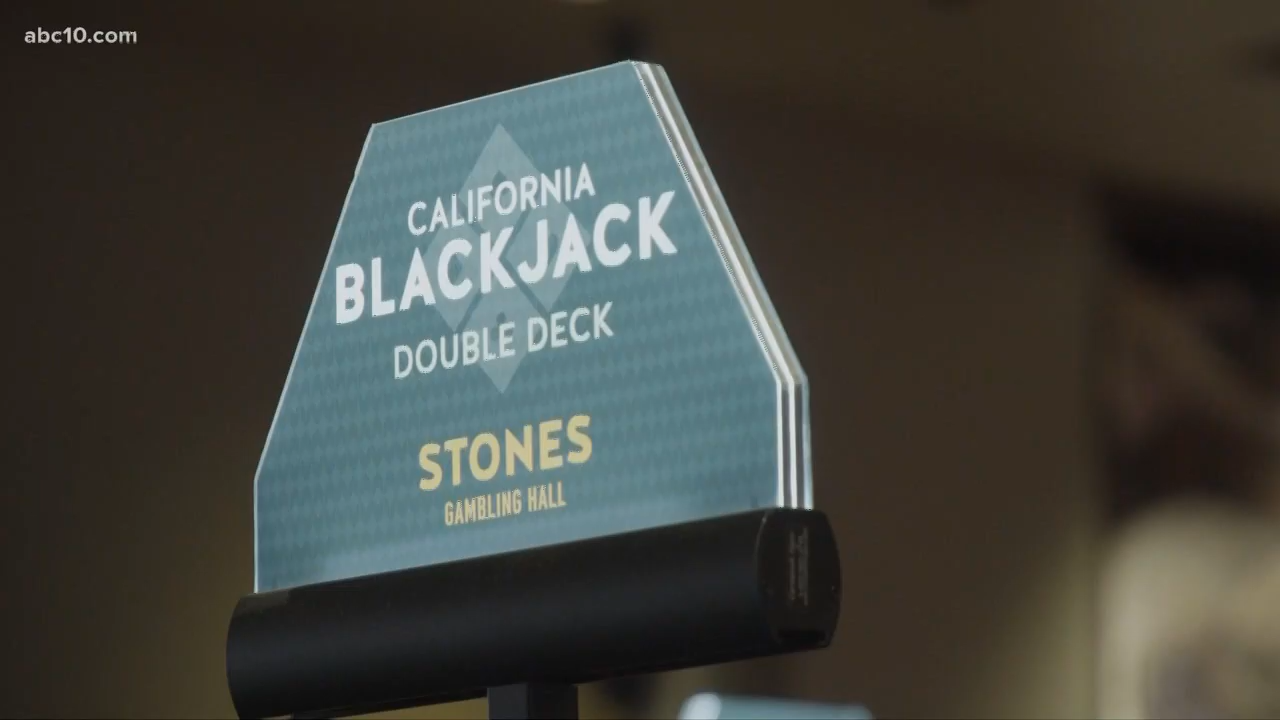 abc10.com
CALIFORNIA
BLACKJACK
DOUBLE DECK
STONES
GAMBLING HALL